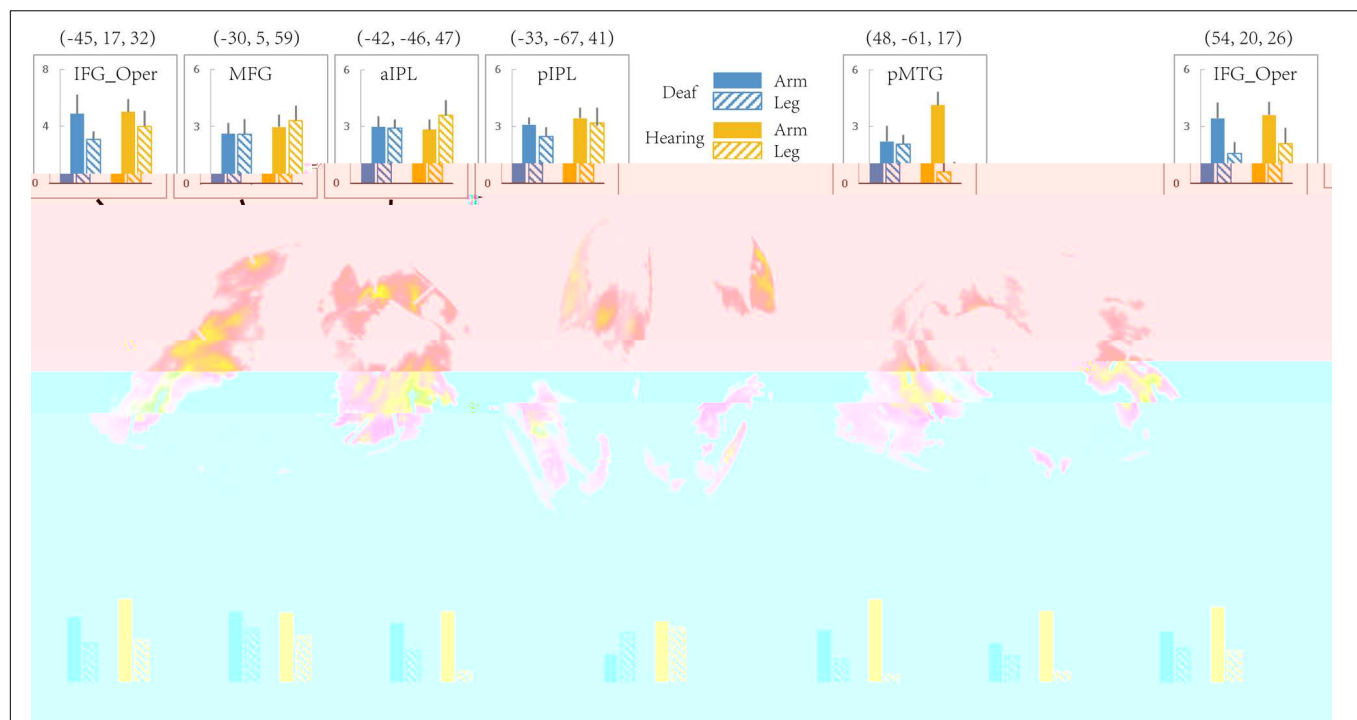 (-45, 17, 32) (-30, 5, 59) (-42, -46, 47) (-33, -67, 41) (48, -61, 17) (54, 20, 26)
8 IFG_Oper
4
0
MFG
6
3
0
aIPL
6
3
0
pIPL
6
3
0
Deaf Arm
Leg
Hearing Arm
Leg
pMTG
6
3
0
IFG_Oper
6
3
0